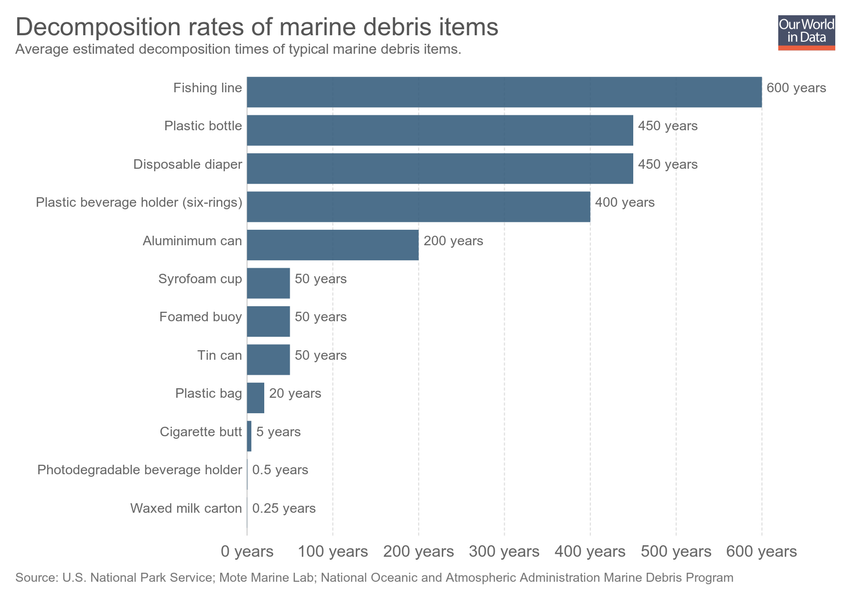 Decomposition rates of marine debris items
Average estimated decomposition times of typical marine debris items.
Our World
in Data
Fishing line
600 years
Plastic bottle
450 years
Disposable diaper
450 years
Plastic beverage holder (six-rings)
400 years
Aluminimum can
200 years
Syrofoam cup
50 years
Foamed buoy
50 years
Tin can
50 years
Plastic bag
20 years
Cigarette butt
5 years
Photodegradable beverage holder
0.5 years
Waxed milk carton
0.25 years
0 years
100 years
200 years
300 years
400 years
500 years
600 years
Source: U.S. National Park Service; Mote Marine Lab; National Oceanic and Atmospheric Administration Marine Debris Program